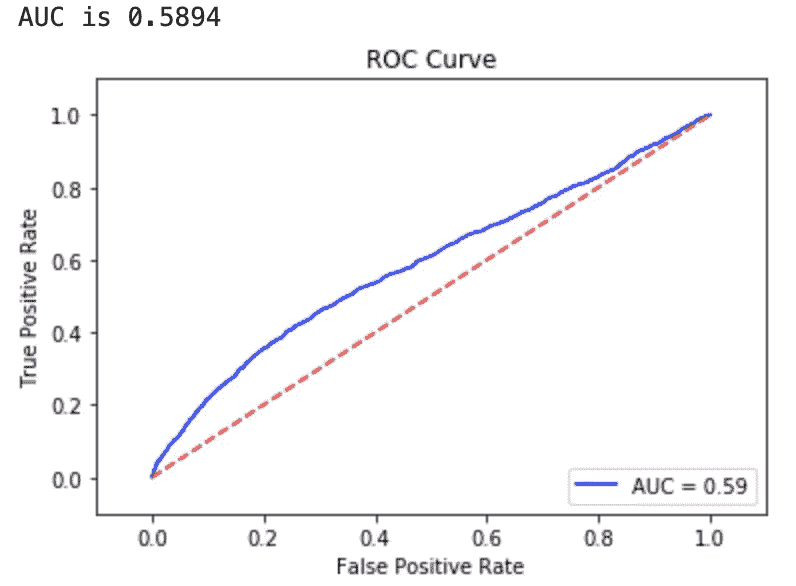 AUC is 0.5894
ROC Curve
1.0
0.8
0.6
0.4
0.2
0.0
True Positive Rate
AUC = 0.59
0.0 0.2 0.4 0.6 0.8 1.0
False Positive Rate